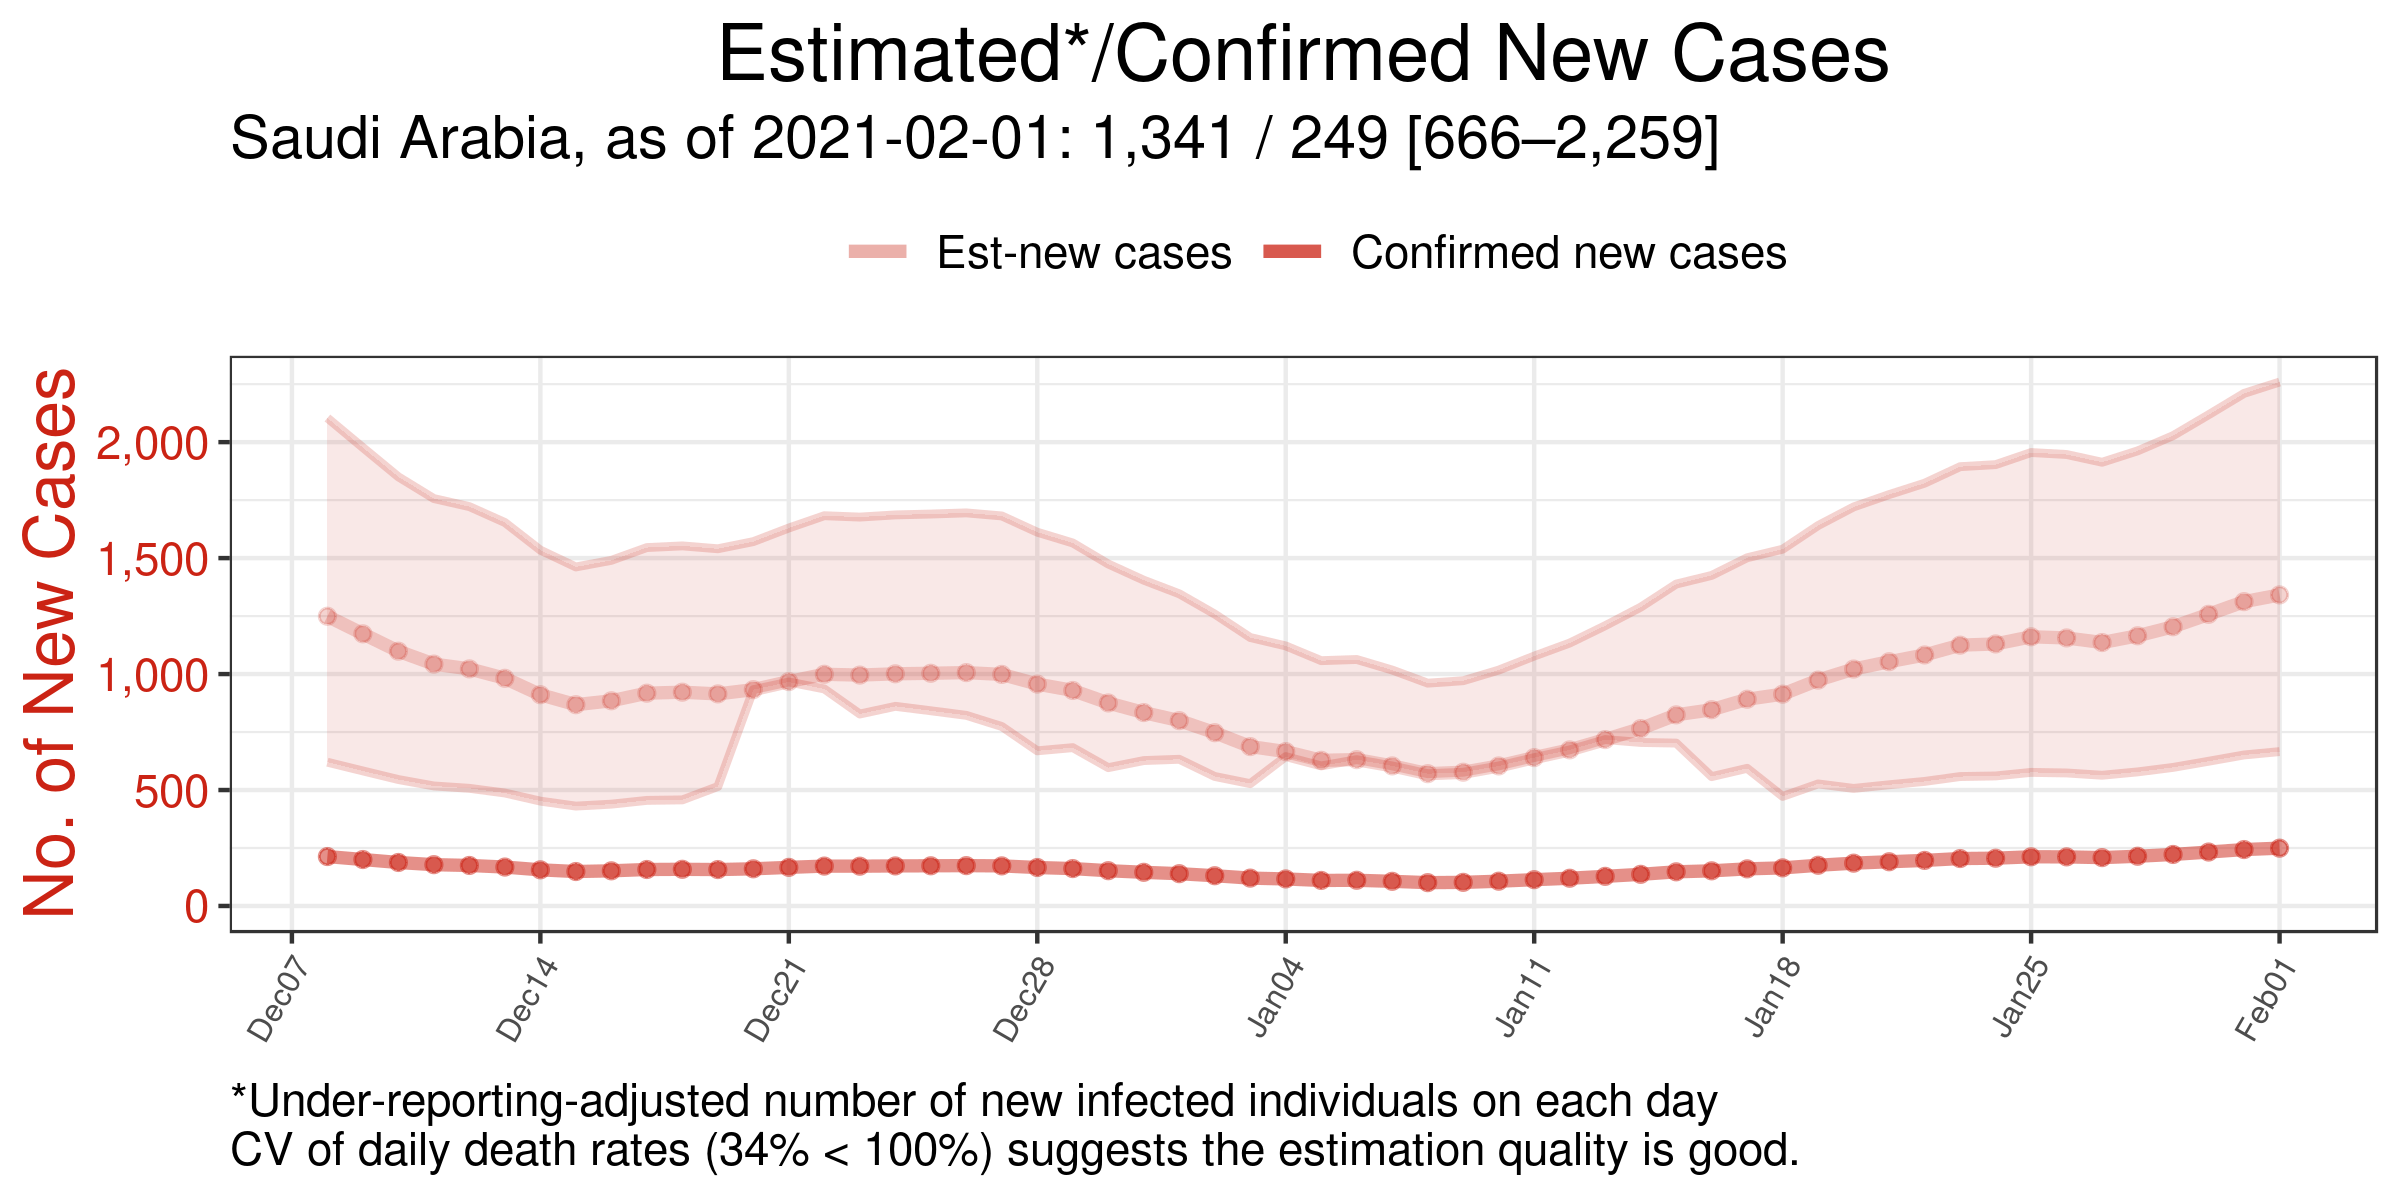 Estimated*/Confirmed New Cases
Saudi Arabia, as of 2021-02-01: 1,341 / 249 [666–2,259]
Est-new cases
Confirmed new cases
No. of New Cases
2,000
1,500
1,000
500
0
Dec07
Dec14
Dec21
Dec28
Jan04
Jan11
Jan18
Jan25
Feb01
*Under-reporting-adjusted number of new infected individuals on each day
CV of daily death rates (34% < 100%) suggests the estimation quality is good.